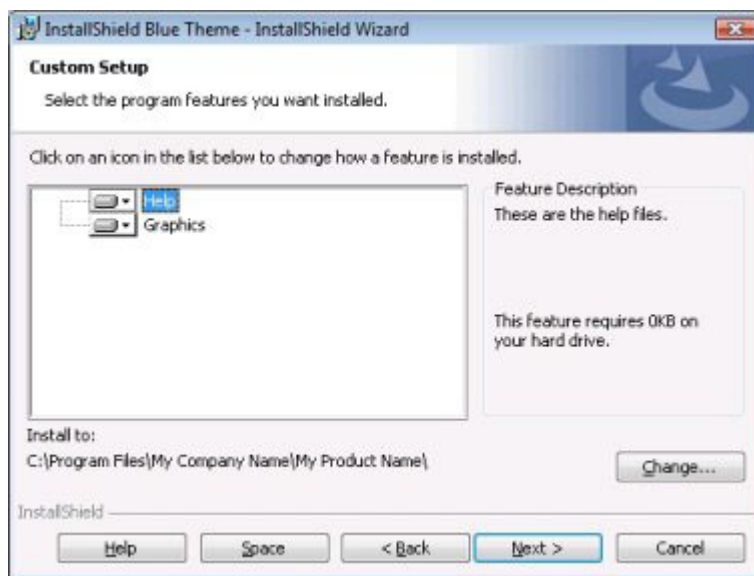 InstallShield Blue Theme - InstallShield Wizard
Custom Setup
Select the program features you want installed.
Click on an icon in the list below to change how a feature is installed.
Help
Graphics
Feature Description
These are the help files.
This feature requires 0KB on
your hard drive.
Install to:
C:\Program Files\My Company Name\My Product Name\
Change...
InstallShield
Help
Space
< Back
Next >
Cancel